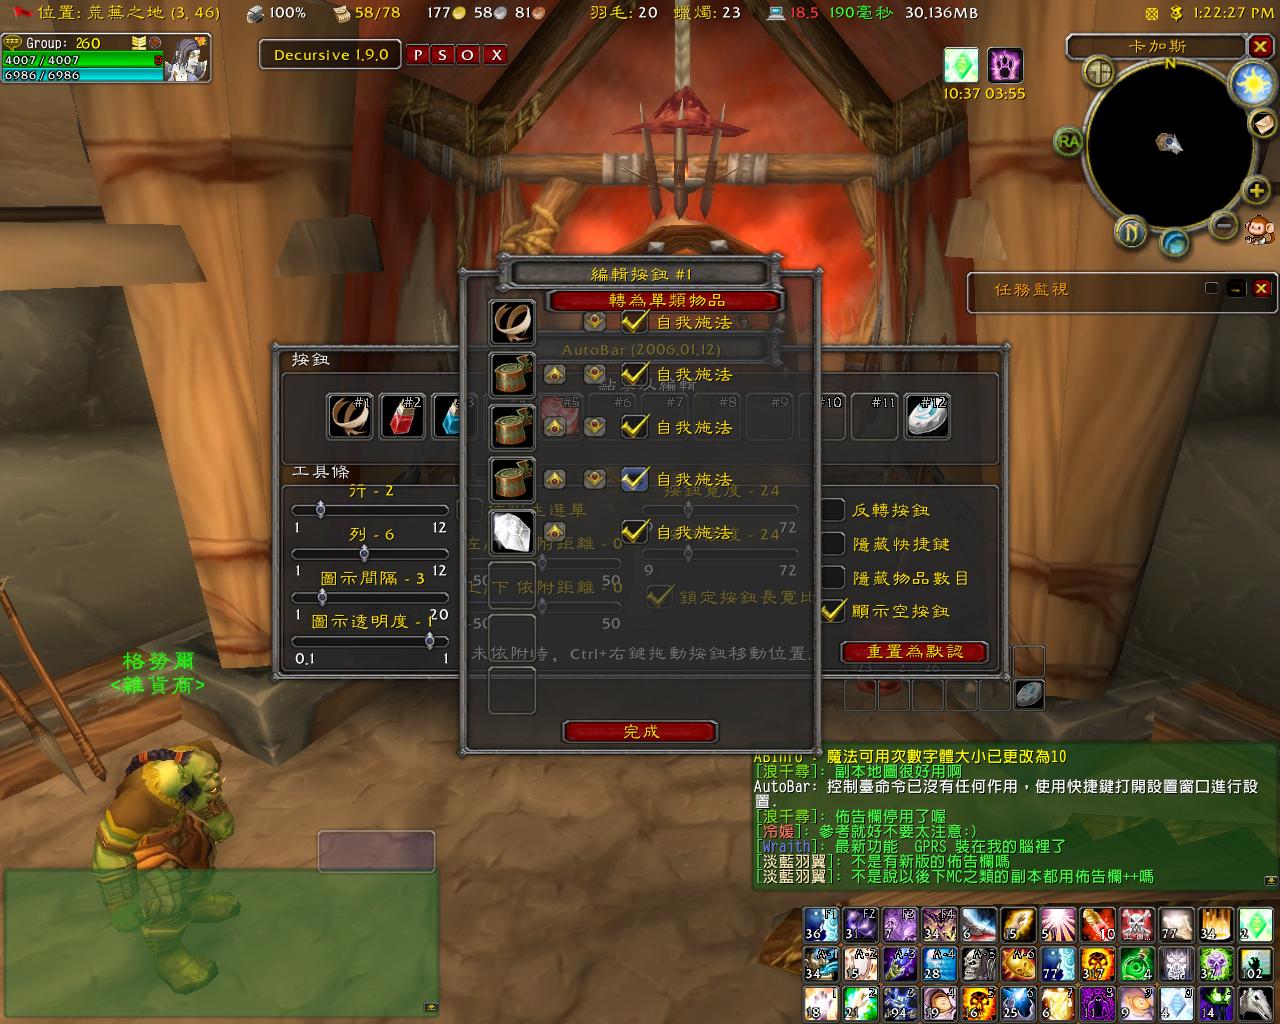 位置: 荒蕪之地 (3, 46)
100%
58/78
177 58 81
羽毛: 20 蠟燭: 23
18.5 190毫秒 30,136MB
1:22:27 PM
Group: 260
4007 / 4007
6986 / 6986
Decursive 1.9.0
P S O X
10:37 03:55
卡加斯
N
RA
任務監視
編輯按鈕 #1
轉為單類物品
自我施法
AutoBar (2006.01.12)
自我施法
點擊以編輯
自我施法
自我施法
自我施法
完成
按鈕
#1 #2 #3 #5 #6 #7 #8 #9 #10 #11 #12
工具條
行 - 2
1 12
列 - 6
1 12
圖示間隔 - 3
1 20
圖示透明度 - 1
0.1 1
按鈕寬度 - 24
72
24
9 72
依附距離 - 0
50
上/下 依附距離 - 0
-50 50
鎖定按鈕長寬比
未依附時, Ctrl+右鍵拖動按鈕移動位置.
反轉按鈕
隱藏快捷鍵
隱藏物品數目
顯示空按鈕
重置為默認
格勞爾
<雜貨商>
ABInfo : 魔法可用次數字體大小已更改為10
[浪千尋]: 副本地圖很好用啊
AutoBar: 控制臺命令已沒有任何作用，使用快捷鍵打開設置窗口進行設
置.
[浪千尋]: 佈告欄停用了喔
[冷媛]: 參考就好不要太注意:)
[Wraith]: 最新功能 GPRS 裝在我的腦裡了
[淡藍羽翼]: 不是有新版的佈告欄嗎
[淡藍羽翼]: 不是說以後下MC之類的副本都用佈告欄++嗎